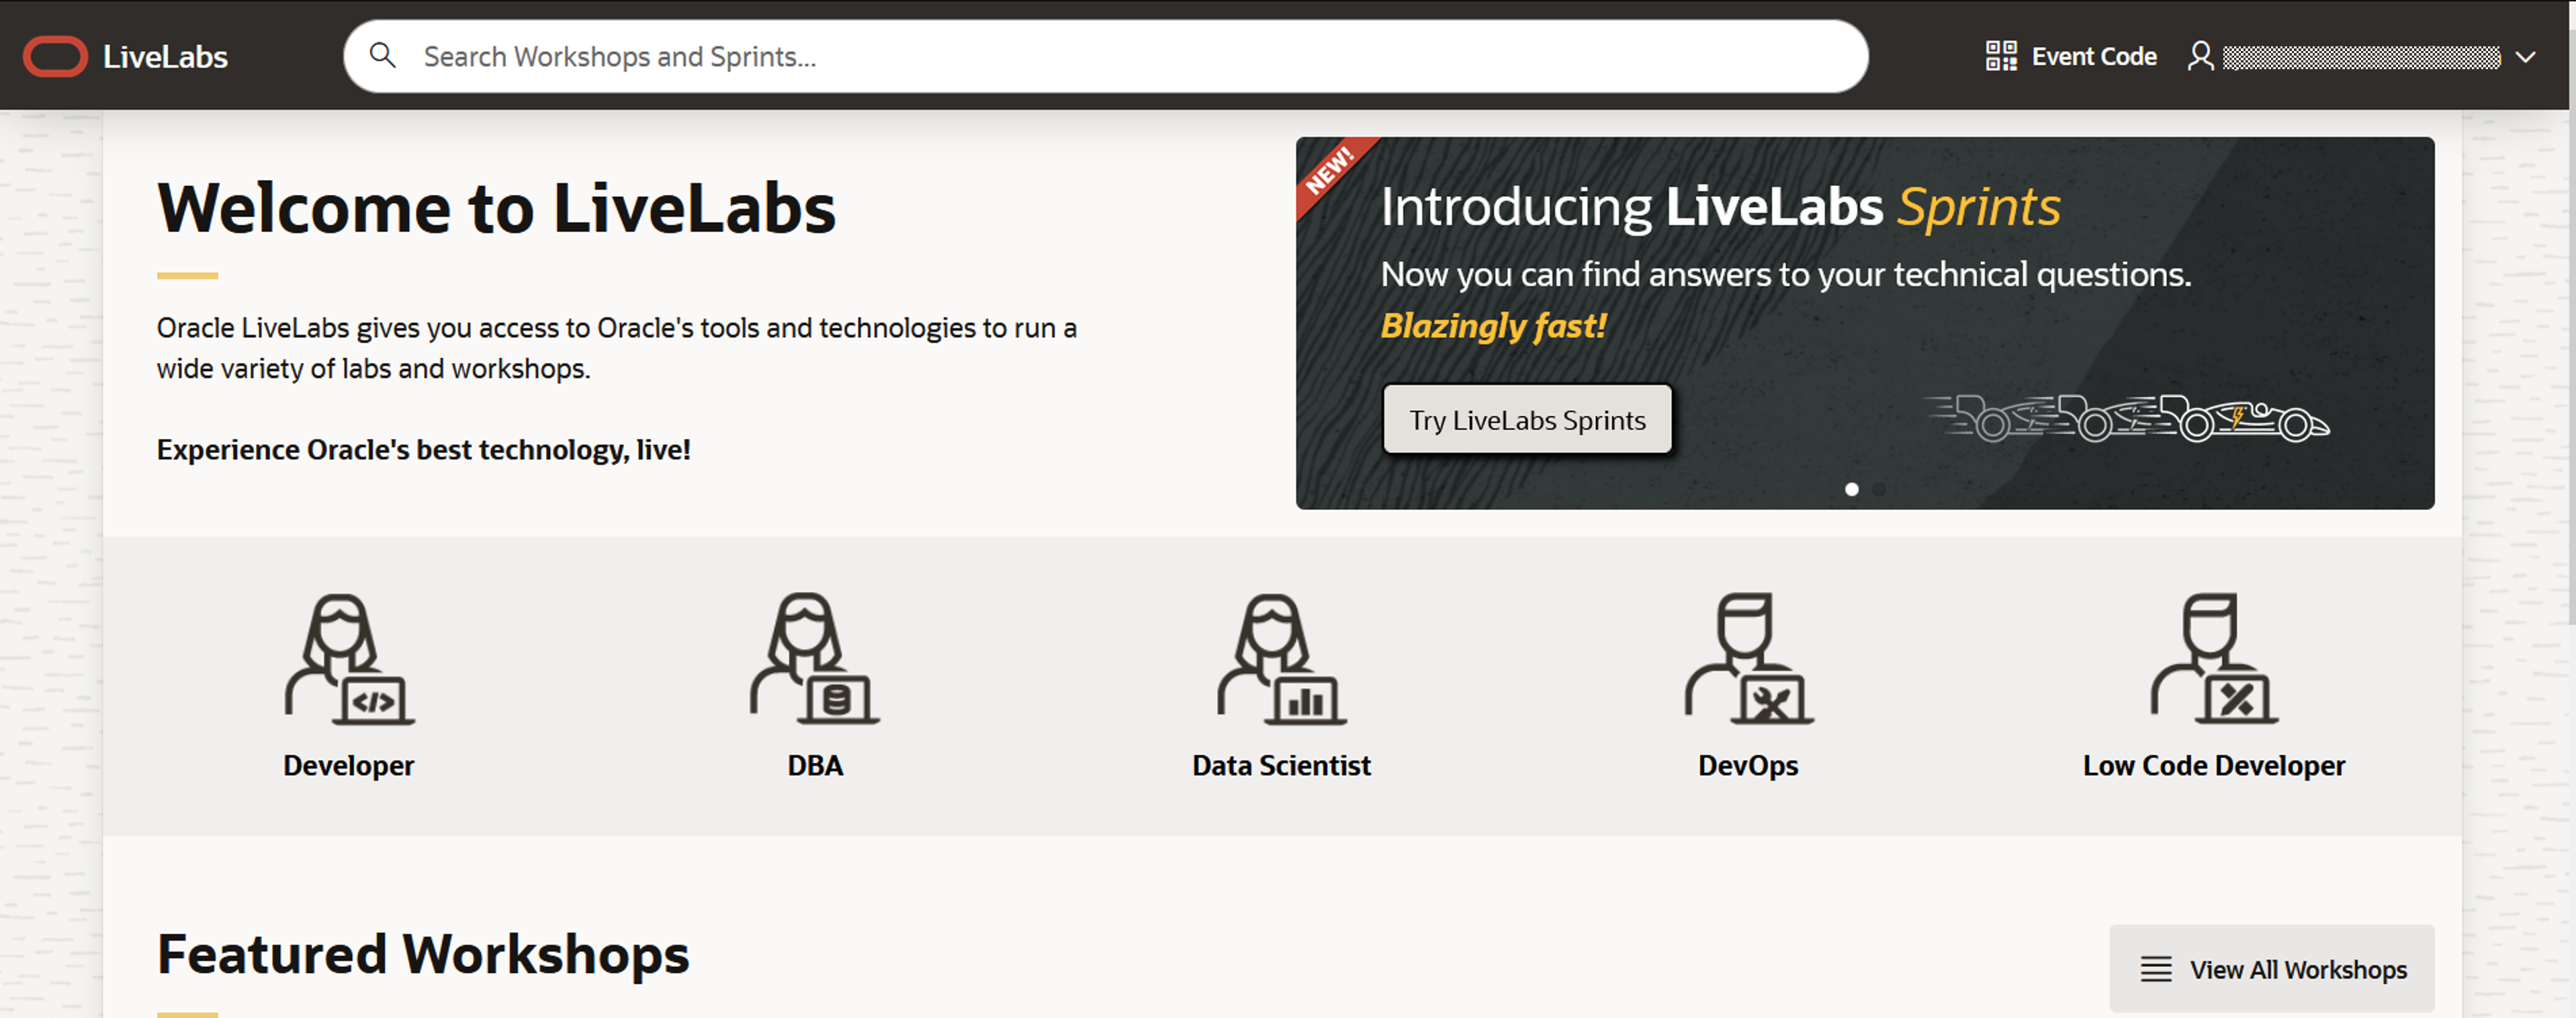 LiveLabs
Search Workshops and Sprints...
Event Code
Welcome to LiveLabs
Oracle LiveLabs gives you access to Oracle's tools and technologies to run a
wide variety of labs and workshops.
Experience Oracle's best technology, live!
NEW!
Introducing LiveLabs Sprints
Now you can find answers to your technical questions.
Blazingly fast!
Try LiveLabs Sprints
</>
Developer
DBA
Data Scientist
DevOps
Low Code Developer
Featured Workshops
View All Workshops